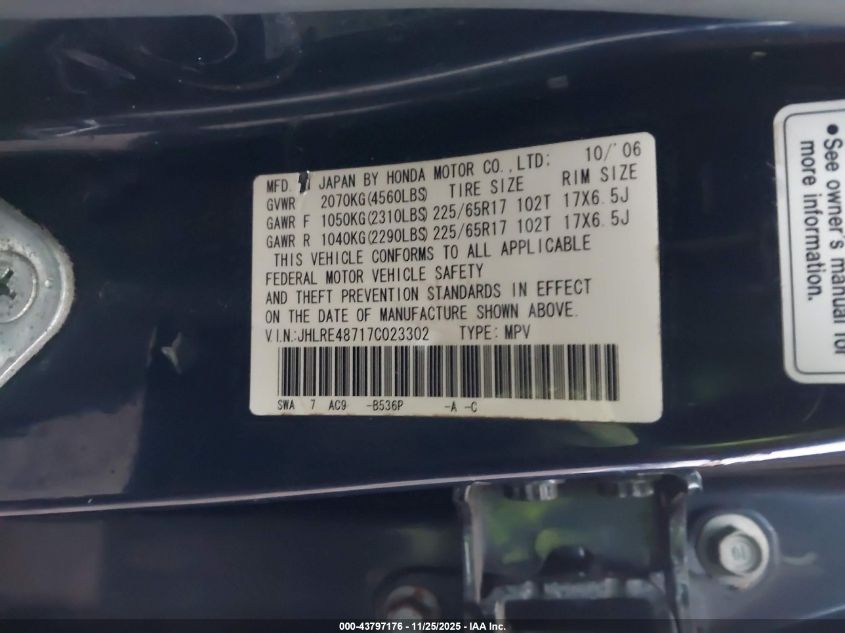 MFD. IN JAPAN BY HONDA MOTOR CO., LTD: 10/'06
GVWR 2070KG(4560LBS) TIRE SIZE RIM SIZE
GAWR F 1050KG(2310LBS) 225/65R17 102T 17X6.5J
GAWR R 1040KG(2290LBS) 225/65R17 102T 17X6.5J
THIS VEHICLE CONFORMS TO ALL APPLICABLE
FEDERAL MOTOR VEHICLE SAFETY
AND THEFT PREVENTION STANDARDS IN EFFECT
ON THE DATE OF MANUFACTURE SHOWN ABOVE.
V.I.N.:JHLRE48717C023302 TYPE: MPV
SWA 7 AC9 -B536P -A -C
• See owner's manual for
more information.
000-43797176 - 11/25/2025 - IAA Inc.